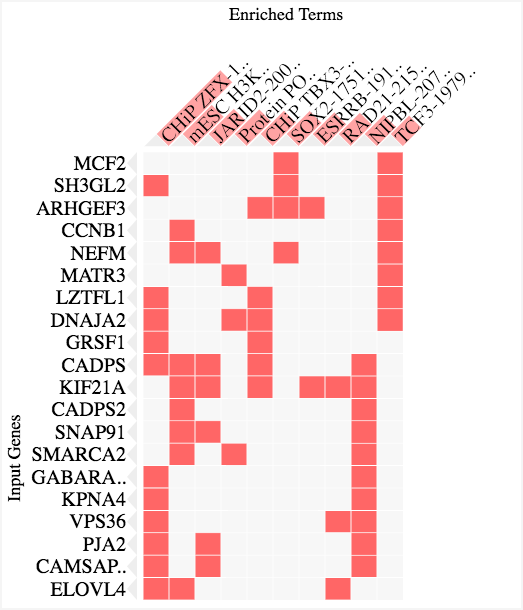 Enriched Terms
CHiP ZFX-1..
mESC H3K..
JARID2-200..
Protein PO..
CHiP TBX3-..
SOX2-1751..
ESRRB-191..
RAD21-215..
NIPBL-207..
TCF3-1979..
Input Genes
MCF2
SH3GL2
ARHGEF3
CCNB1
NEFM
MATR3
LZTFL1
DNAJA2
GRSF1
CADPS
KIF21A
CADPS2
SNAP91
SMARCA2
GABARA..
KPNA4
VPS36
PJA2
CAMSAP..
ELOVL4